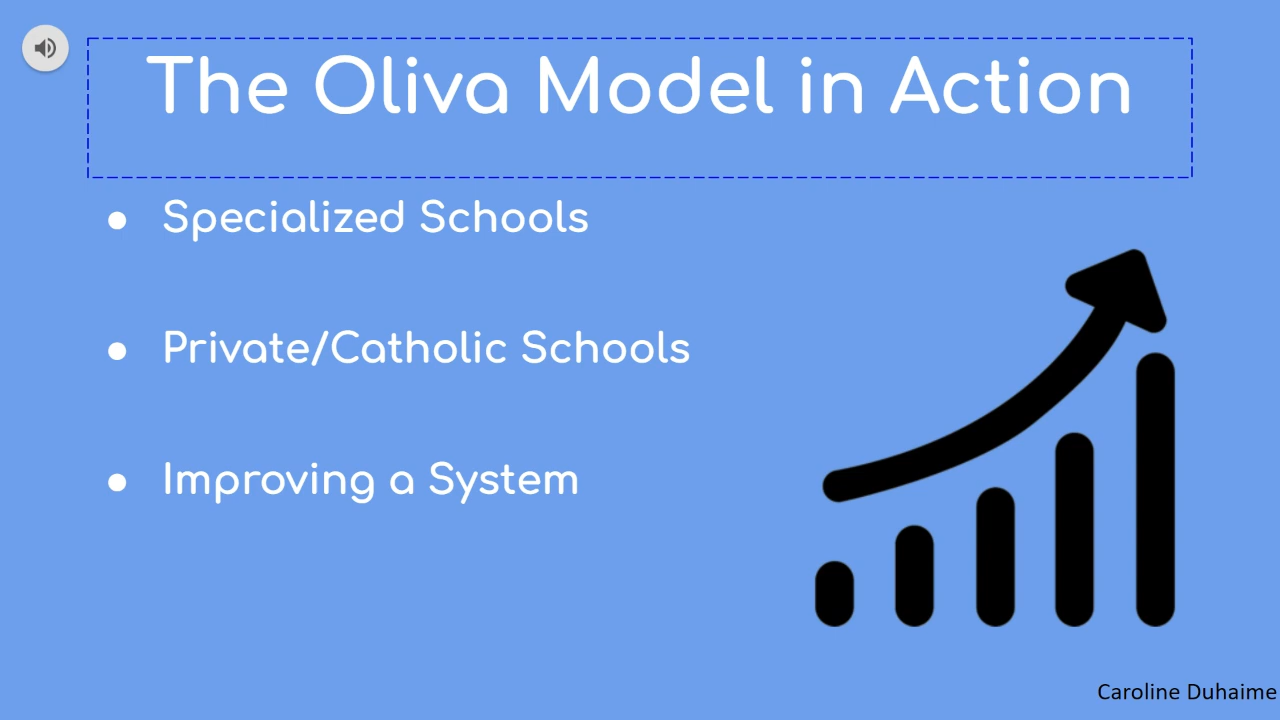 The Oliva Model in Action
● Specialized Schools
● Private/Catholic Schools
● Improving a System
Caroline Duhaime